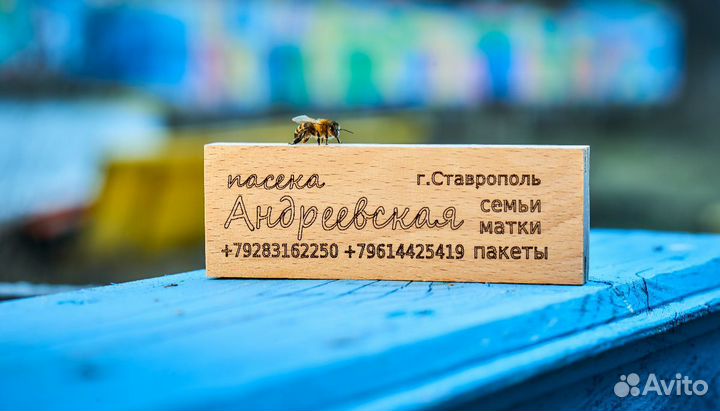 пасека
Андреевская
+79283162250 +79614425419
г.Ставрополь
семьи
матки
пакеты
Avito